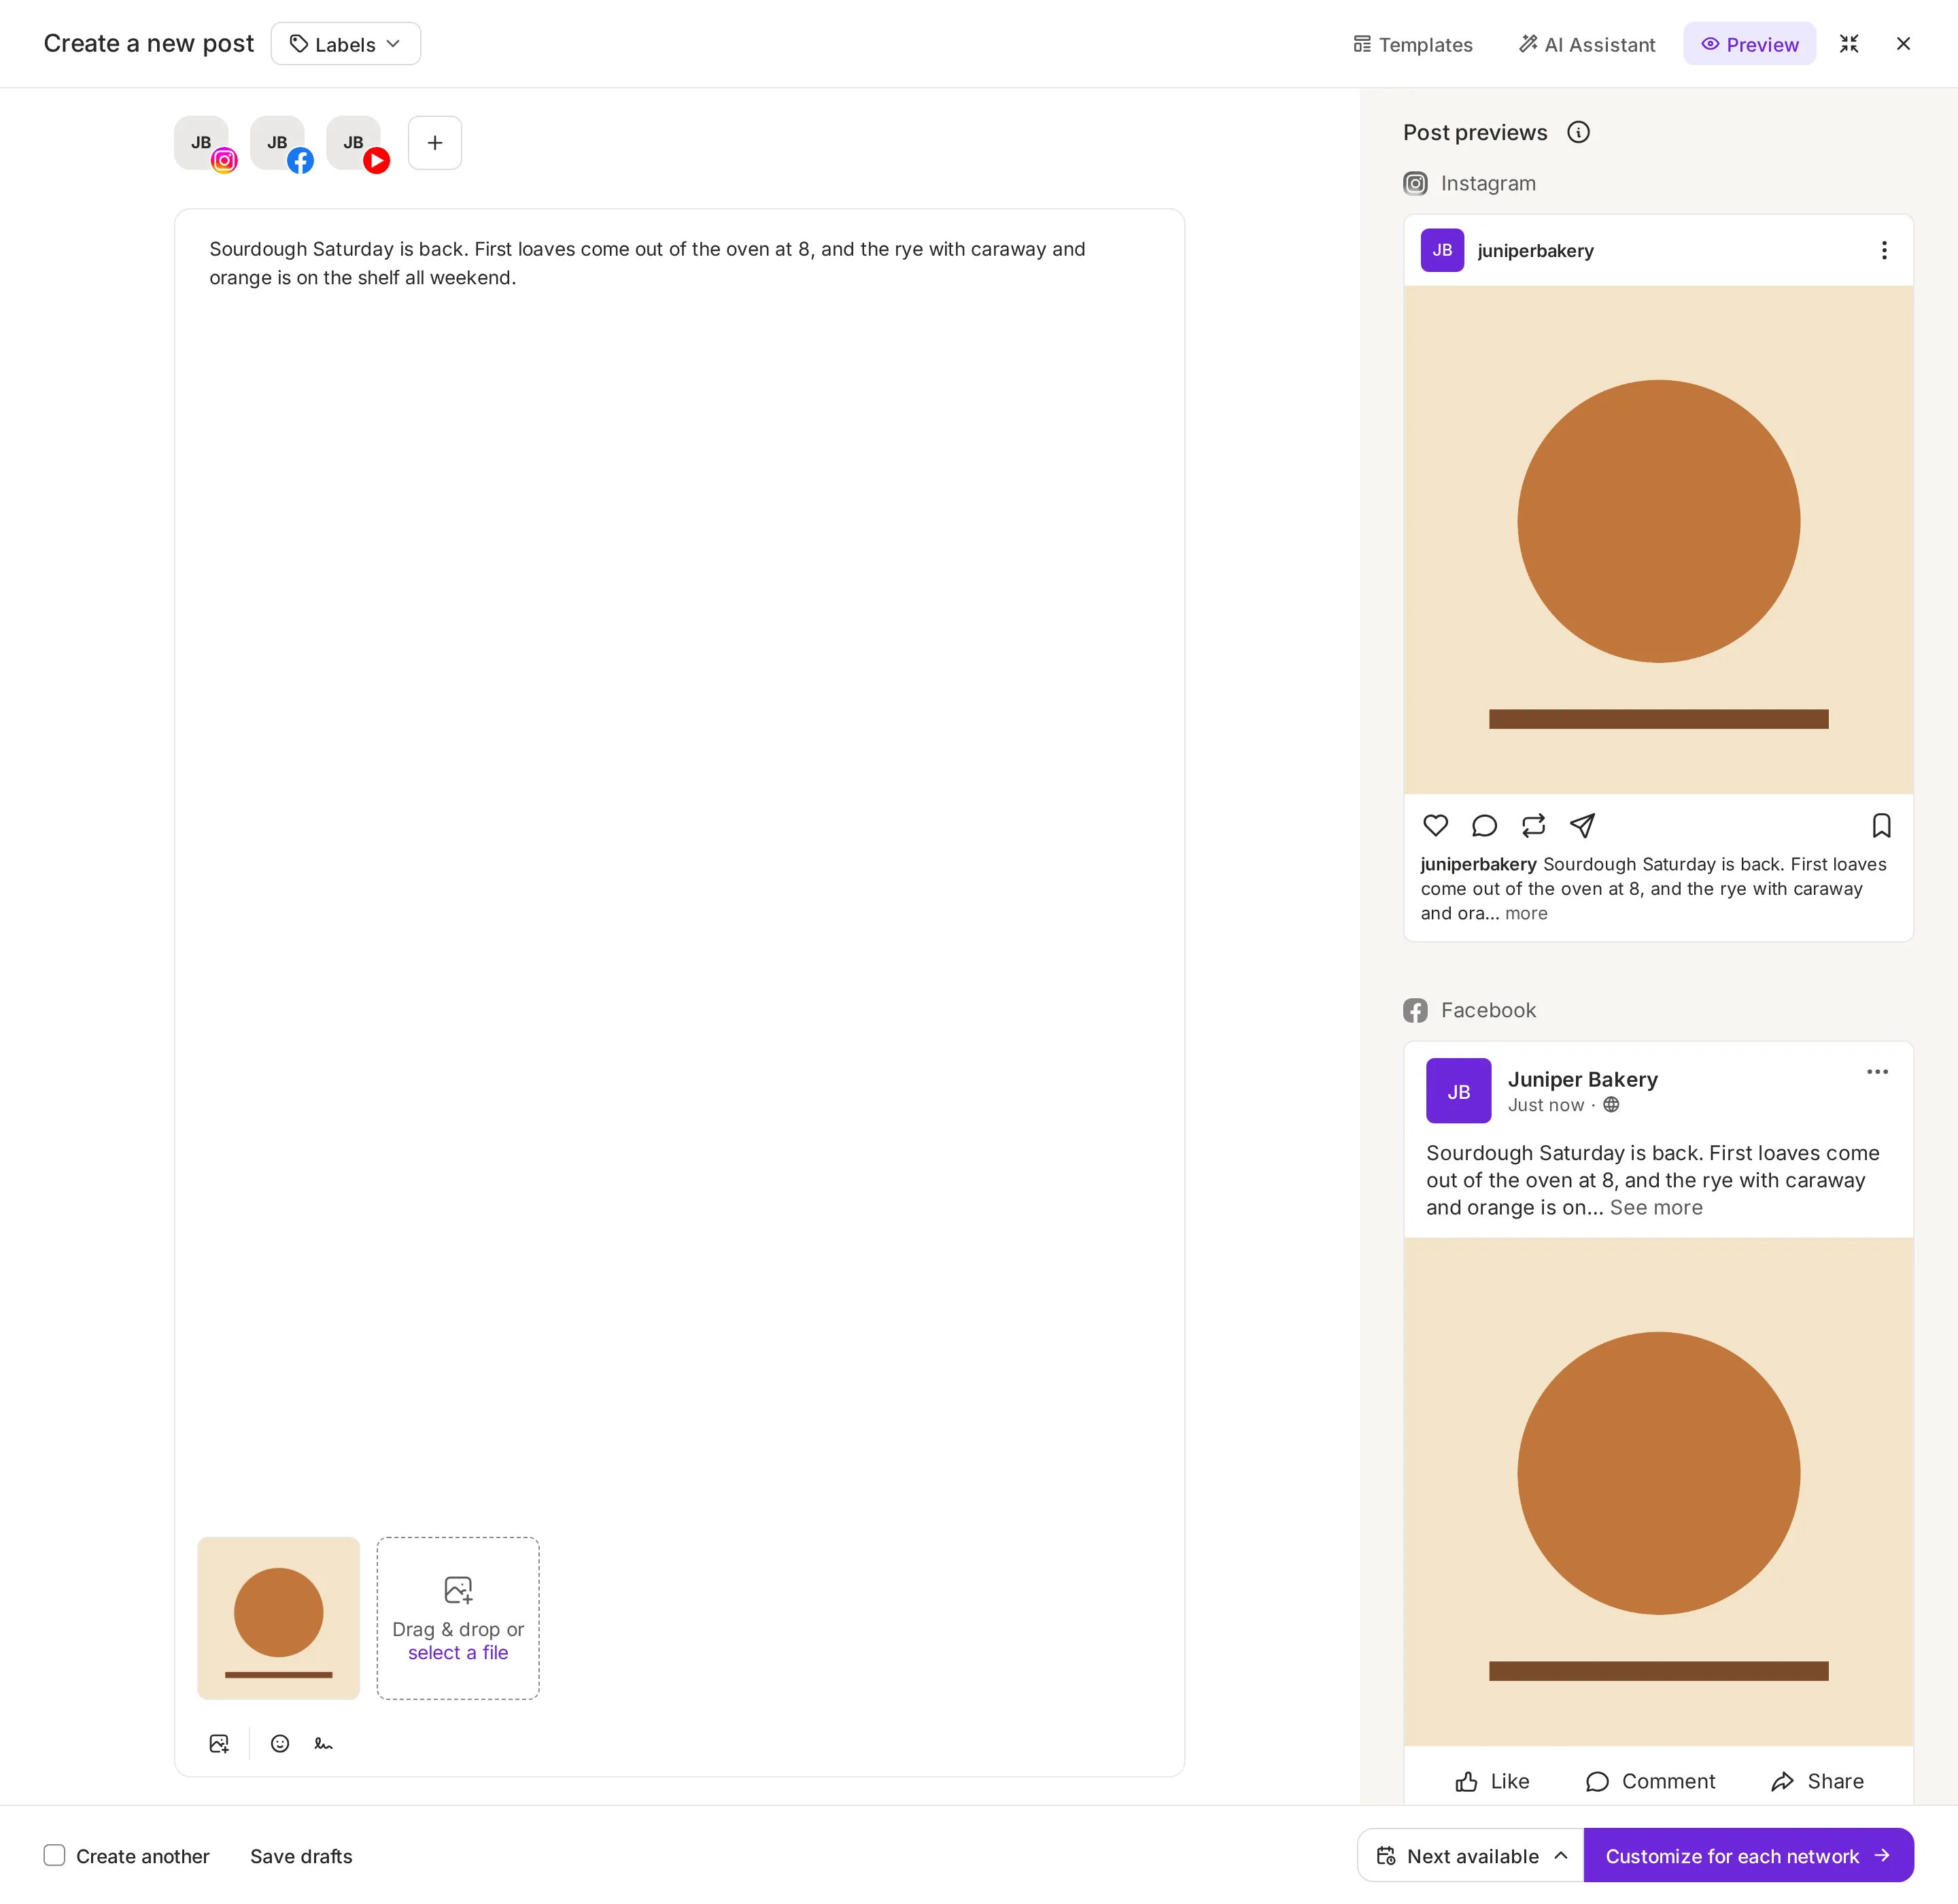 Create a new post
Labels
Templates
AI Assistant
Preview
JB
JB
JB
Sourdough Saturday is back. First loaves come out of the oven at 8, and the rye with caraway and
orange is on the shelf all weekend.
Drag & drop or
select a file
Post previews
Instagram
JB
juniperbakery
juniperbakery Sourdough Saturday is back. First loaves
come out of the oven at 8, and the rye with caraway
and ora... more
Facebook
JB
Juniper Bakery
Just now ·
Sourdough Saturday is back. First loaves come
out of the oven at 8, and the rye with caraway
and orange is on... See more
Like
Comment
Share
Create another
Save drafts
Next available
Customize for each network